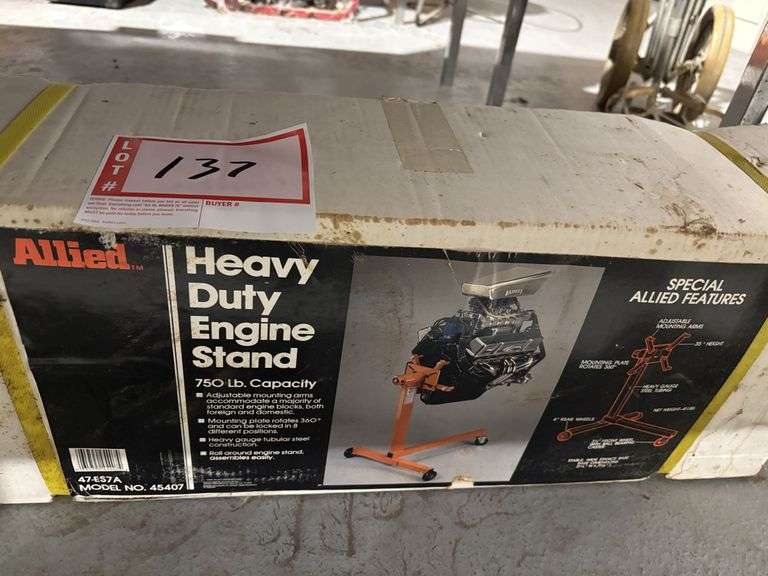 LOT #
137
BUYER #
Allied TM
Heavy
Duty
Engine
Stand
750 Lb. Capacity
Adjustable mounting arms
accommodate a majority of
standard engine blocks, both
foreign and domestic.
Mounting plate rotates 360°
and can be locked in 8
different positions.
Heavy gauge tubular steel
construction.
Roll around engine stand,
assembles easily.
47-ES7A
MODEL NO. 45407
SPECIAL
ALLIED FEATURES
ADJUSTABLE
MOUNTING ARMS
35" HEIGHT
MOUNTING PLATE
ROTATES 360°
HEAVY GAUGE
STEEL TUBING
4" REAR WHEELS